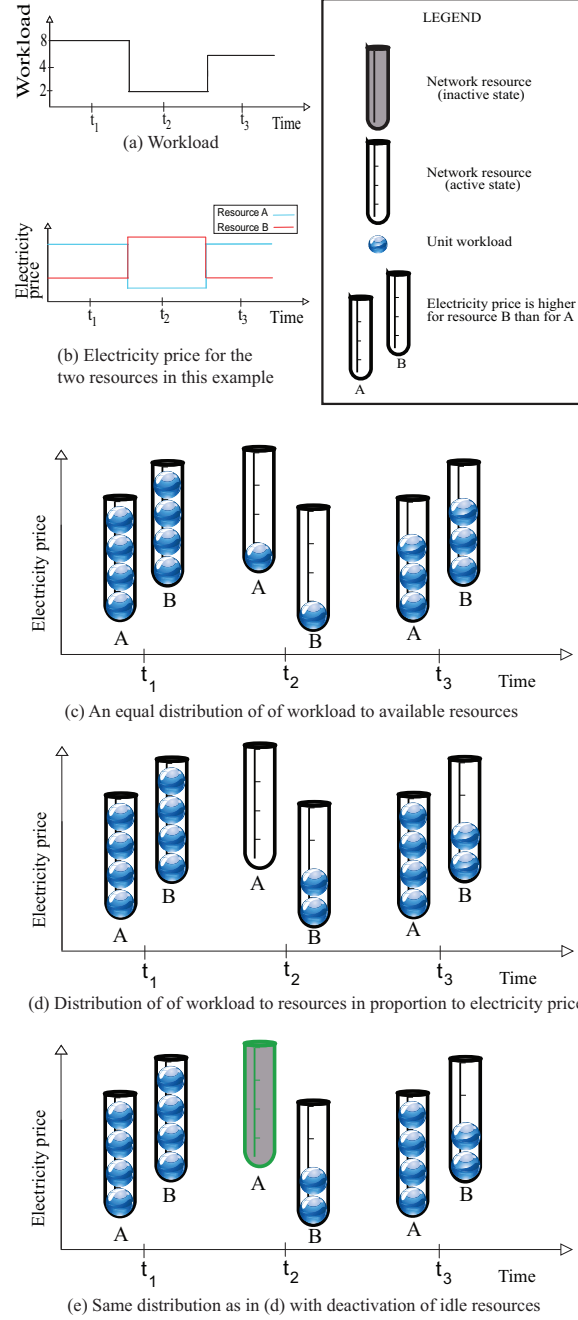 Workload
8
4
2
t1
t2
t3
Time
(a) Workload
Resource A
Resource B
Electricity
price
t1
t2
t3
Time
(b) Electricity price for the
two resources in this example
LEGEND
Network resource
(inactive state)
Network resource
(active state)
Unit workload
Electricity price is higher
for resource B than for A
A
B
Electricity price
A
B
A
B
A
B
t1
t2
t3
Time
(c) An equal distribution of of workload to available resources
Electricity price
A
B
A
B
A
B
t1
t2
t3
Time
(d) Distribution of of workload to resources in proportion to electricity price
Electricity price
A
B
A
B
A
B
t1
t2
t3
Time
(e) Same distribution as in (d) with deactivation of idle resources